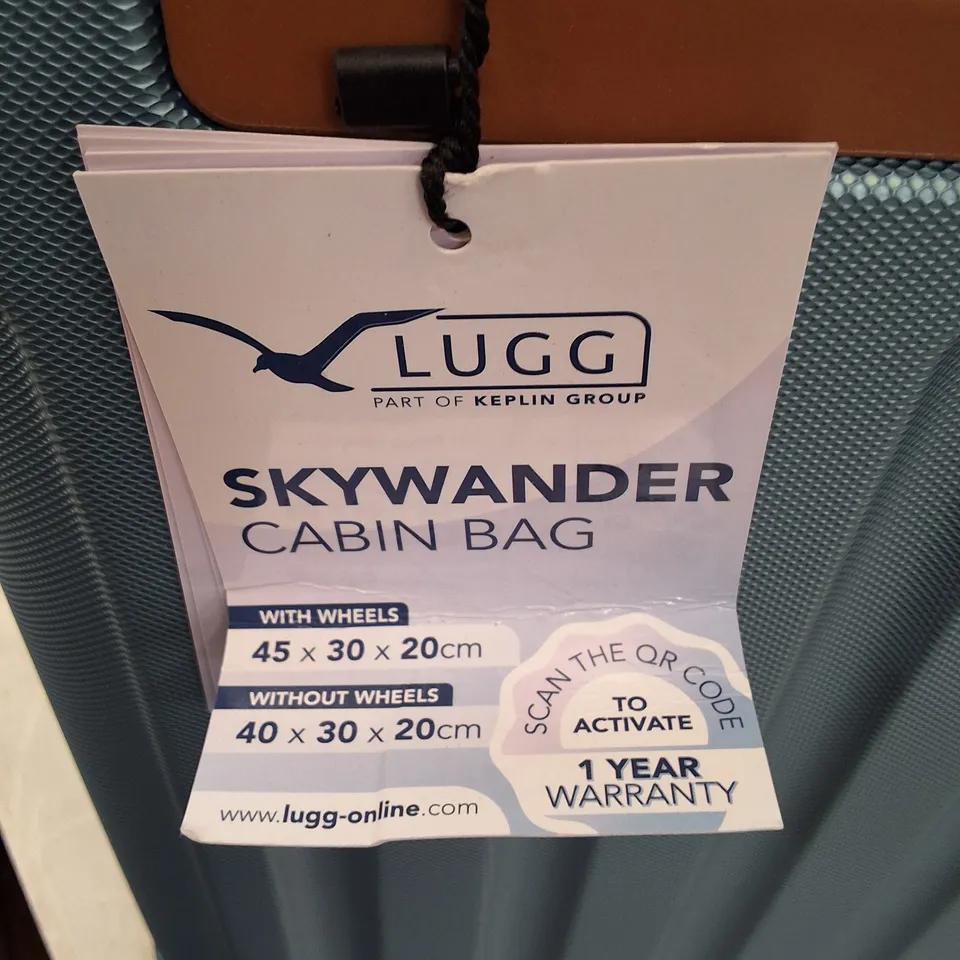 LUGG
PART OF KEPLIN GROUP
SKYWANDER
CABIN BAG
WITH WHEELS
45 x 30 x 20cm
WITHOUT WHEELS
40 x 30 x 20cm
www.lugg-online.com
SCAN THE QR CODE
TO
ACTIVATE
1 YEAR
WARRANTY